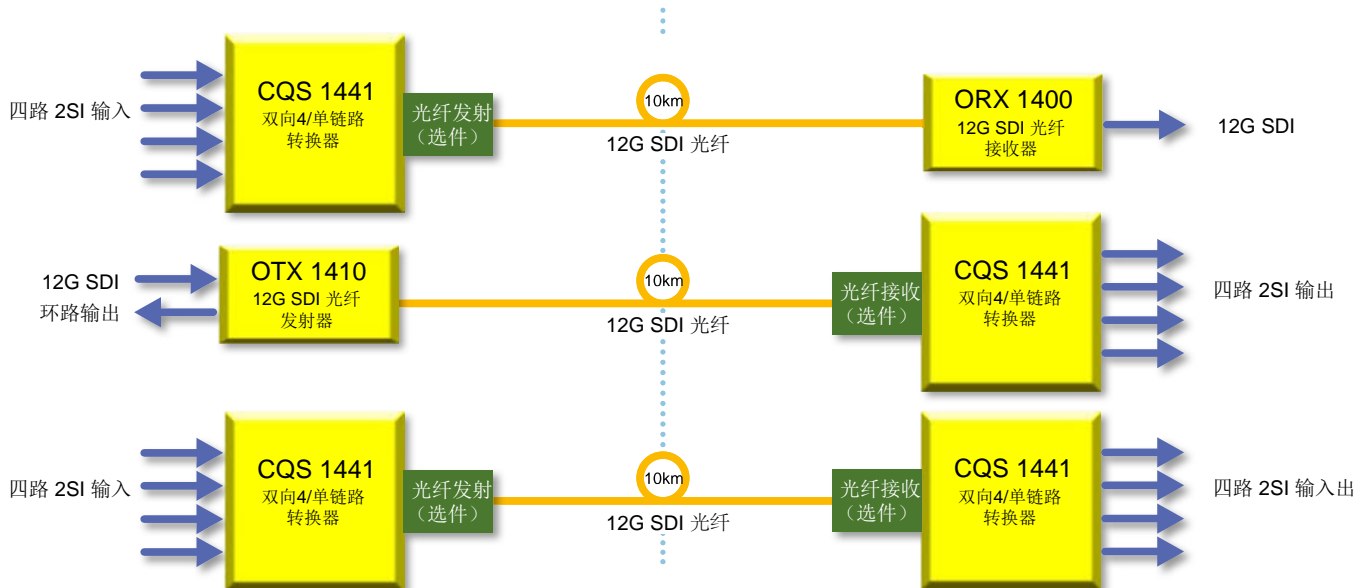 四路 2SI 输入
CQS 1441
双向4/单链路
转换器
光纤发射
（选件）
10km
12G SDI 光纤
ORX 1400
12G SDI 光纤
接收器
12G SDI
12G SDI
环路输出
OTX 1410
12G SDI 光纤
发射器
10km
12G SDI 光纤
光纤接收
（选件）
CQS 1441
双向4/单链路
转换器
四路 2SI 输出
四路 2SI 输入
CQS 1441
双向4/单链路
转换器
光纤发射
（选件）
10km
12G SDI 光纤
光纤接收
（选件）
CQS 1441
双向4/单链路
转换器
四路 2SI 输入出